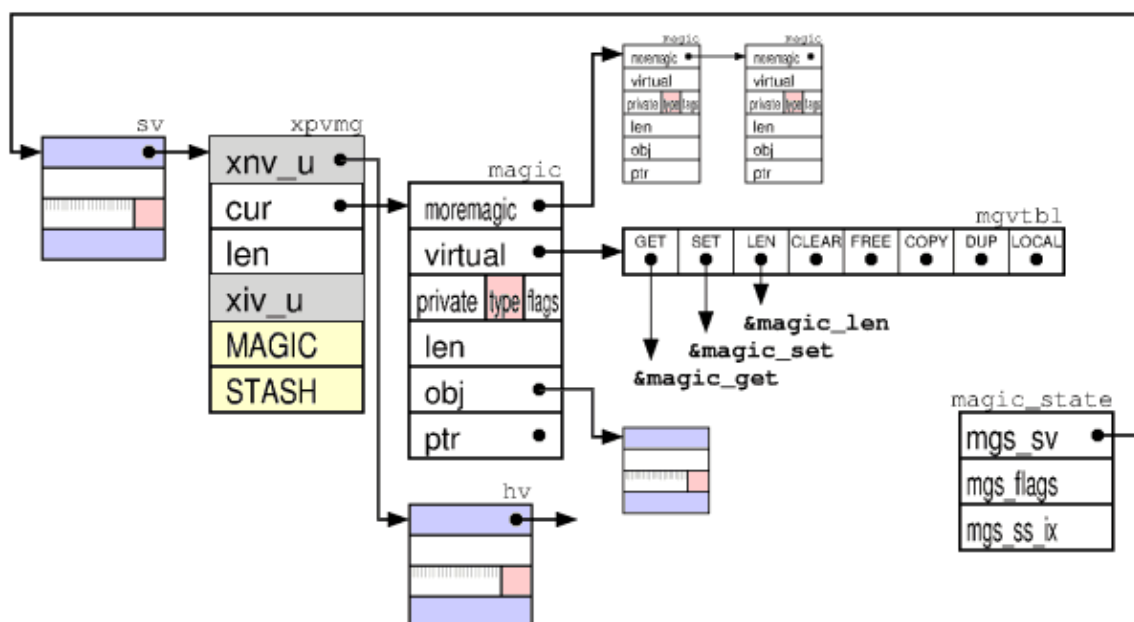 magic
magic
moremagic
moremagic
virtual
virtual
private type flags
private type flags
len
len
obj
obj
ptr
ptr
sv
xpvmg
xnv_u
cur
len
xiv_u
MAGIC
STASH
magic
moremagic
virtual
private type flags
len
obj
ptr
mgvtbl
GET SET LEN CLEAR FREE COPY DUP LOCAL
&magic_len
&magic_set
&magic_get
hv
magic_state
mgs_sv
mgs_flags
mgs_ss_ix